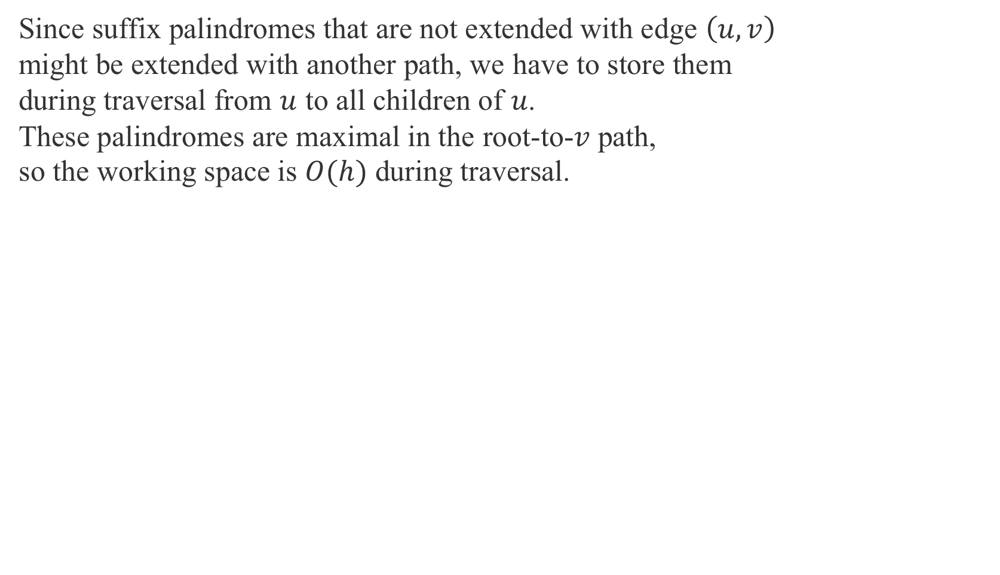 Since suffix palindromes that are not extended with edge (u, v)
might be extended with another path, we have to store them
during traversal from u to all children of u.
These palindromes are maximal in the root-to-v path,
so the working space is O(h) during traversal.